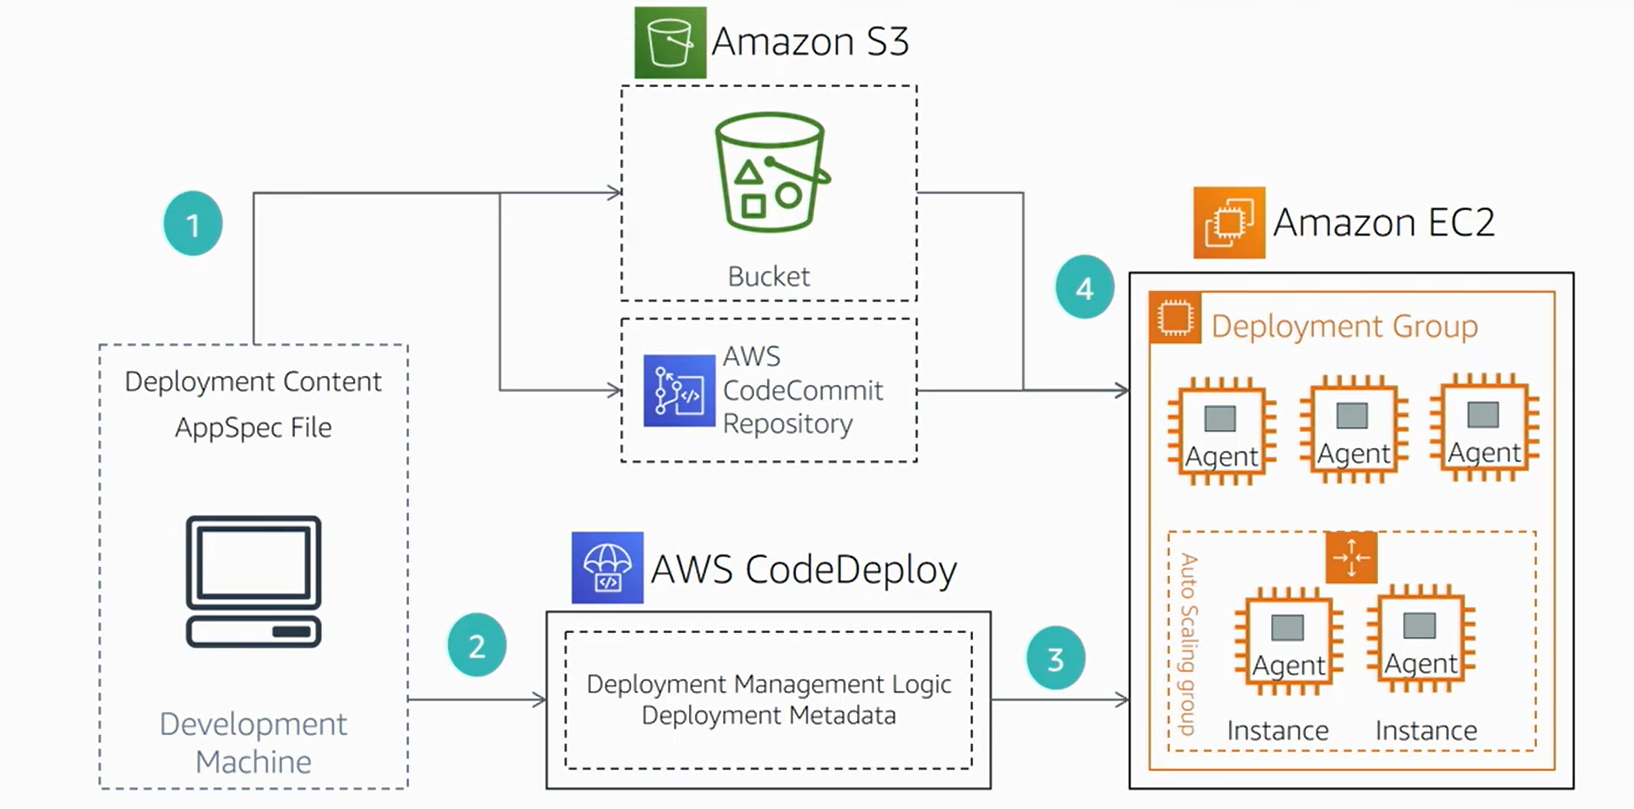 Amazon S3
Bucket
1
AWS
CodeCommit
Repository
Deployment Content
AppSpec File
Development
Machine
2
AWS CodeDeploy
Deployment Management Logic
Deployment Metadata
3
4
Amazon EC2
Deployment Group
Agent
Agent
Agent
Auto Scaling group
Agent
Agent
Instance
Instance